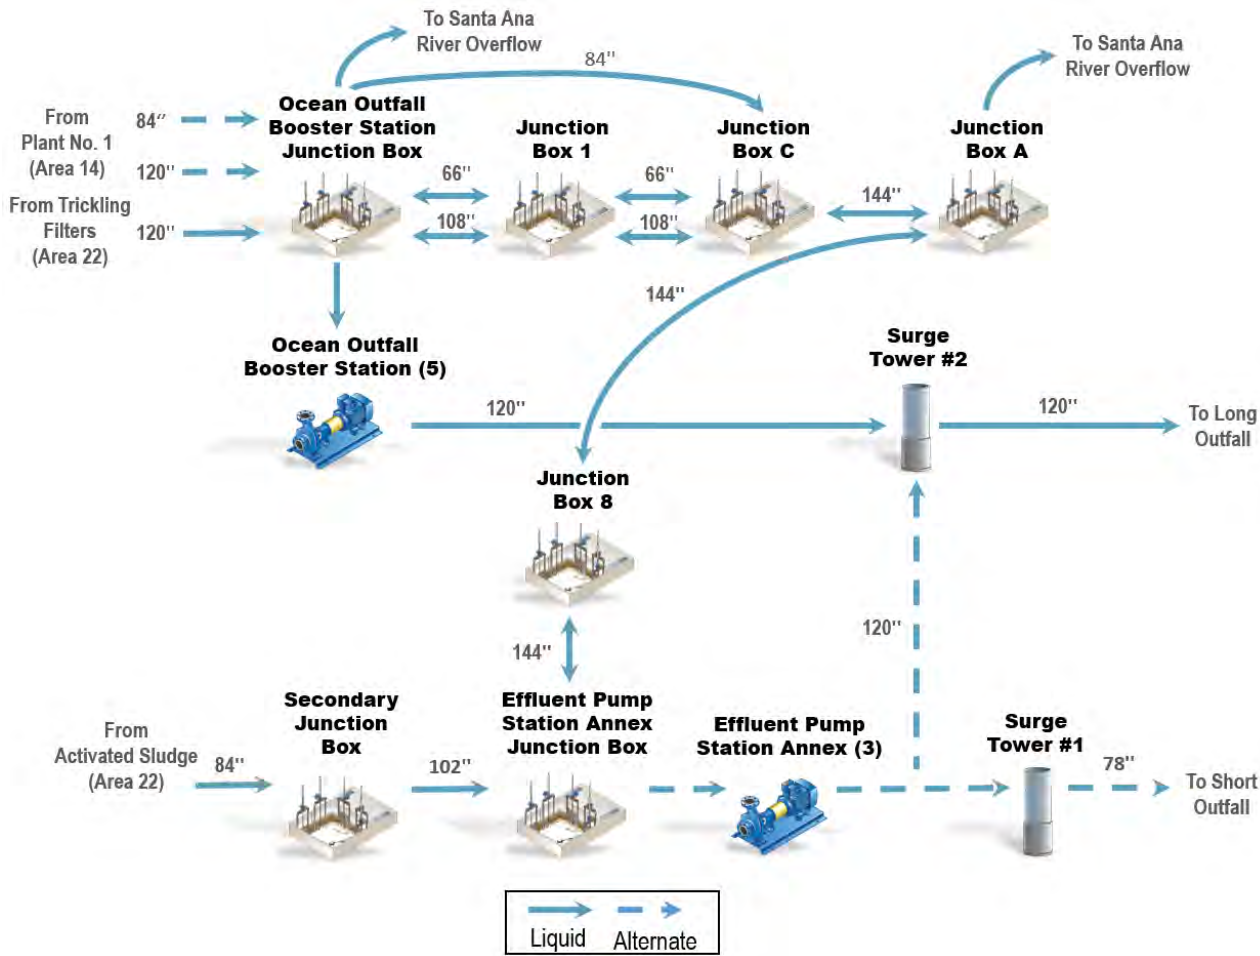 To Santa Ana
River Overflow
84"
To Santa Ana
River Overflow
From
Plant No. 1
(Area 14)
84"
120"
Ocean Outfall
Booster Station
Junction Box
Junction
Box 1
Junction
Box C
Junction
Box A
66"
66"
144"
From Trickling
Filters
(Area 22)
120"
108"
108"
144"
Ocean Outfall
Booster Station (5)
Surge
Tower #2
120"
120"
To Long
Outfall
Junction
Box 8
120"
144"
From
Activated Sludge
(Area 22)
84"
Secondary
Junction
Box
102"
Effluent Pump
Station Annex
Junction Box
Effluent Pump
Station Annex (3)
Surge
Tower #1
78"
To Short
Outfall
Liquid
Alternate